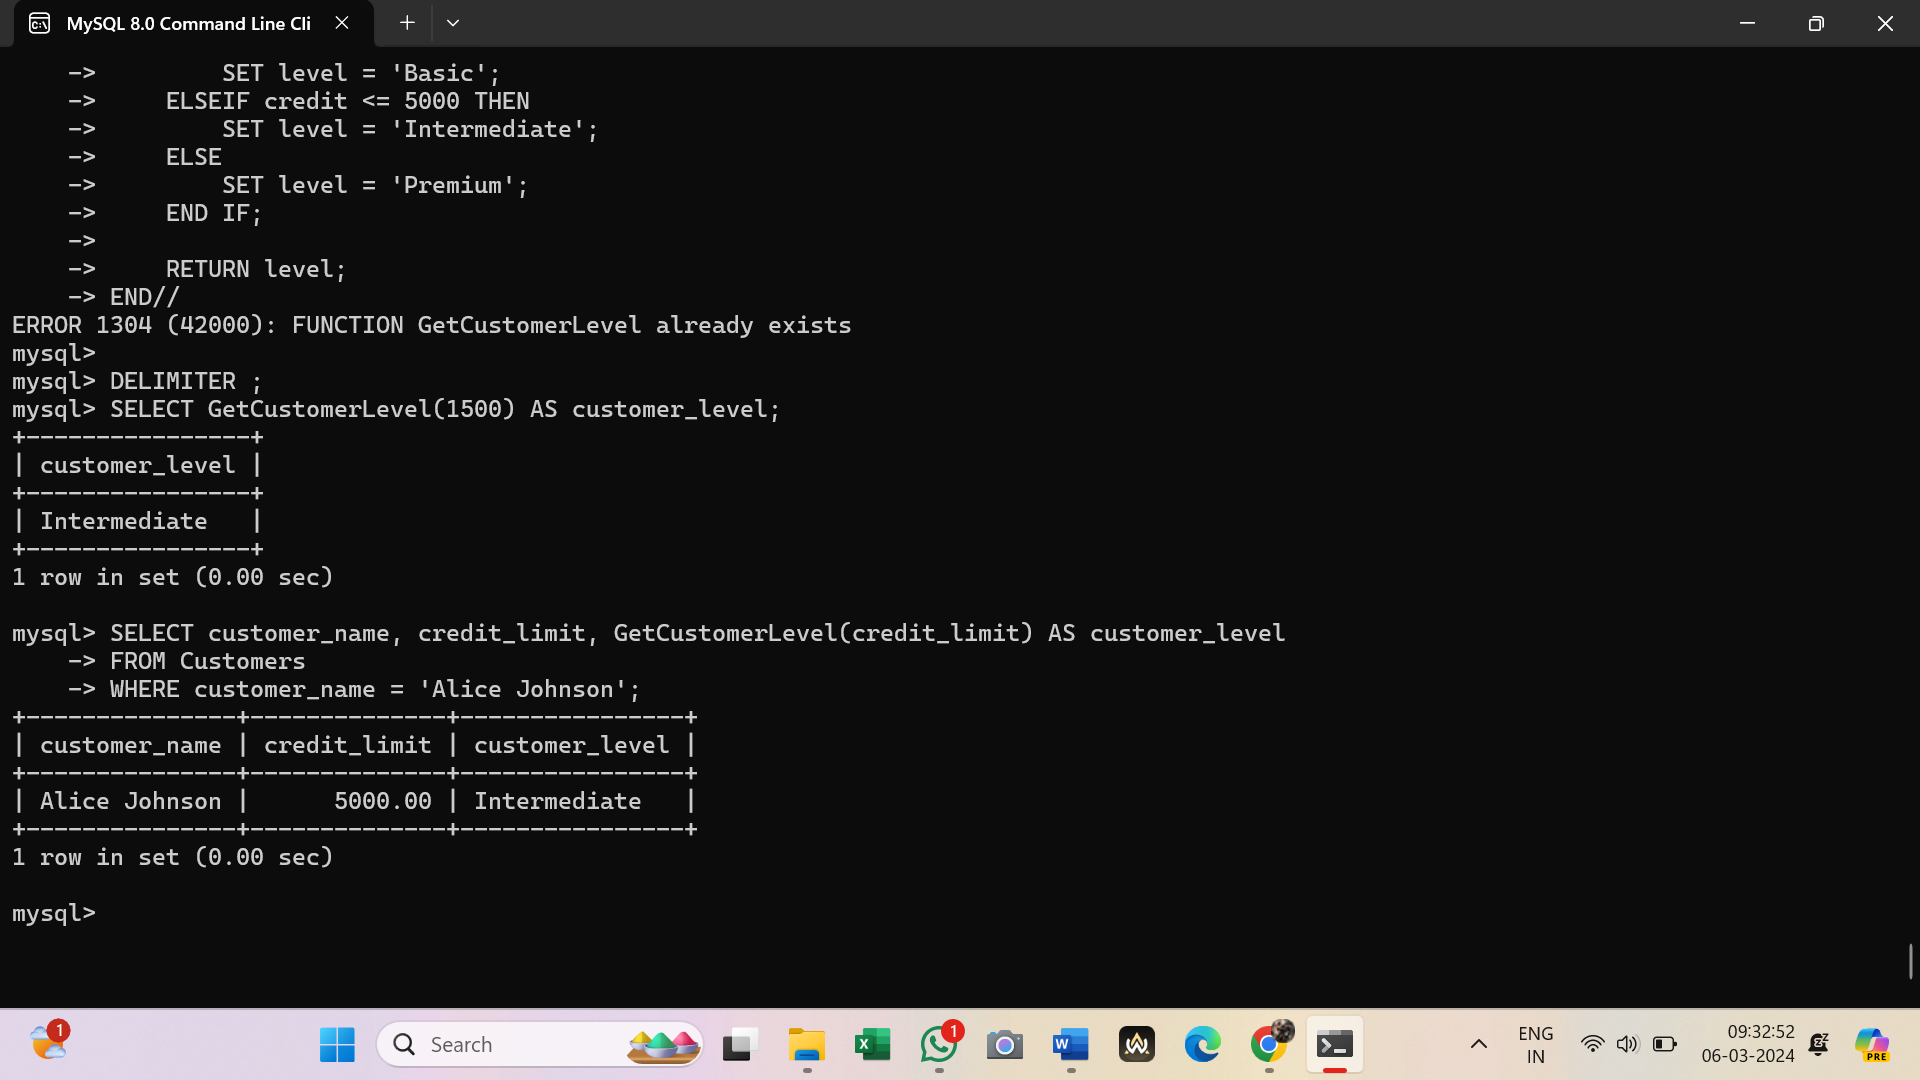 MySQL 8.0 Command Line Cli
->         SET level = 'Basic';
->     ELSEIF credit <= 5000 THEN
->         SET level = 'Intermediate';
->     ELSE
->         SET level = 'Premium';
->     END IF;
->
->     RETURN level;
-> END//
ERROR 1304 (42000): FUNCTION GetCustomerLevel already exists
mysql>
mysql> DELIMITER ;
mysql> SELECT GetCustomerLevel(1500) AS customer_level;
+----------------+
| customer_level |
+----------------+
| Intermediate   |
+----------------+
1 row in set (0.00 sec)
mysql> SELECT customer_name, credit_limit, GetCustomerLevel(credit_limit) AS customer_level
-> FROM Customers
-> WHERE customer_name = 'Alice Johnson';
+---------------+--------------+----------------+
| customer_name | credit_limit | customer_level |
+---------------+--------------+----------------+
| Alice Johnson |      5000.00 | Intermediate   |
+---------------+--------------+----------------+
1 row in set (0.00 sec)
mysql>
1
Search
1
ENG
IN
09:32:52
06-03-2024
PRE